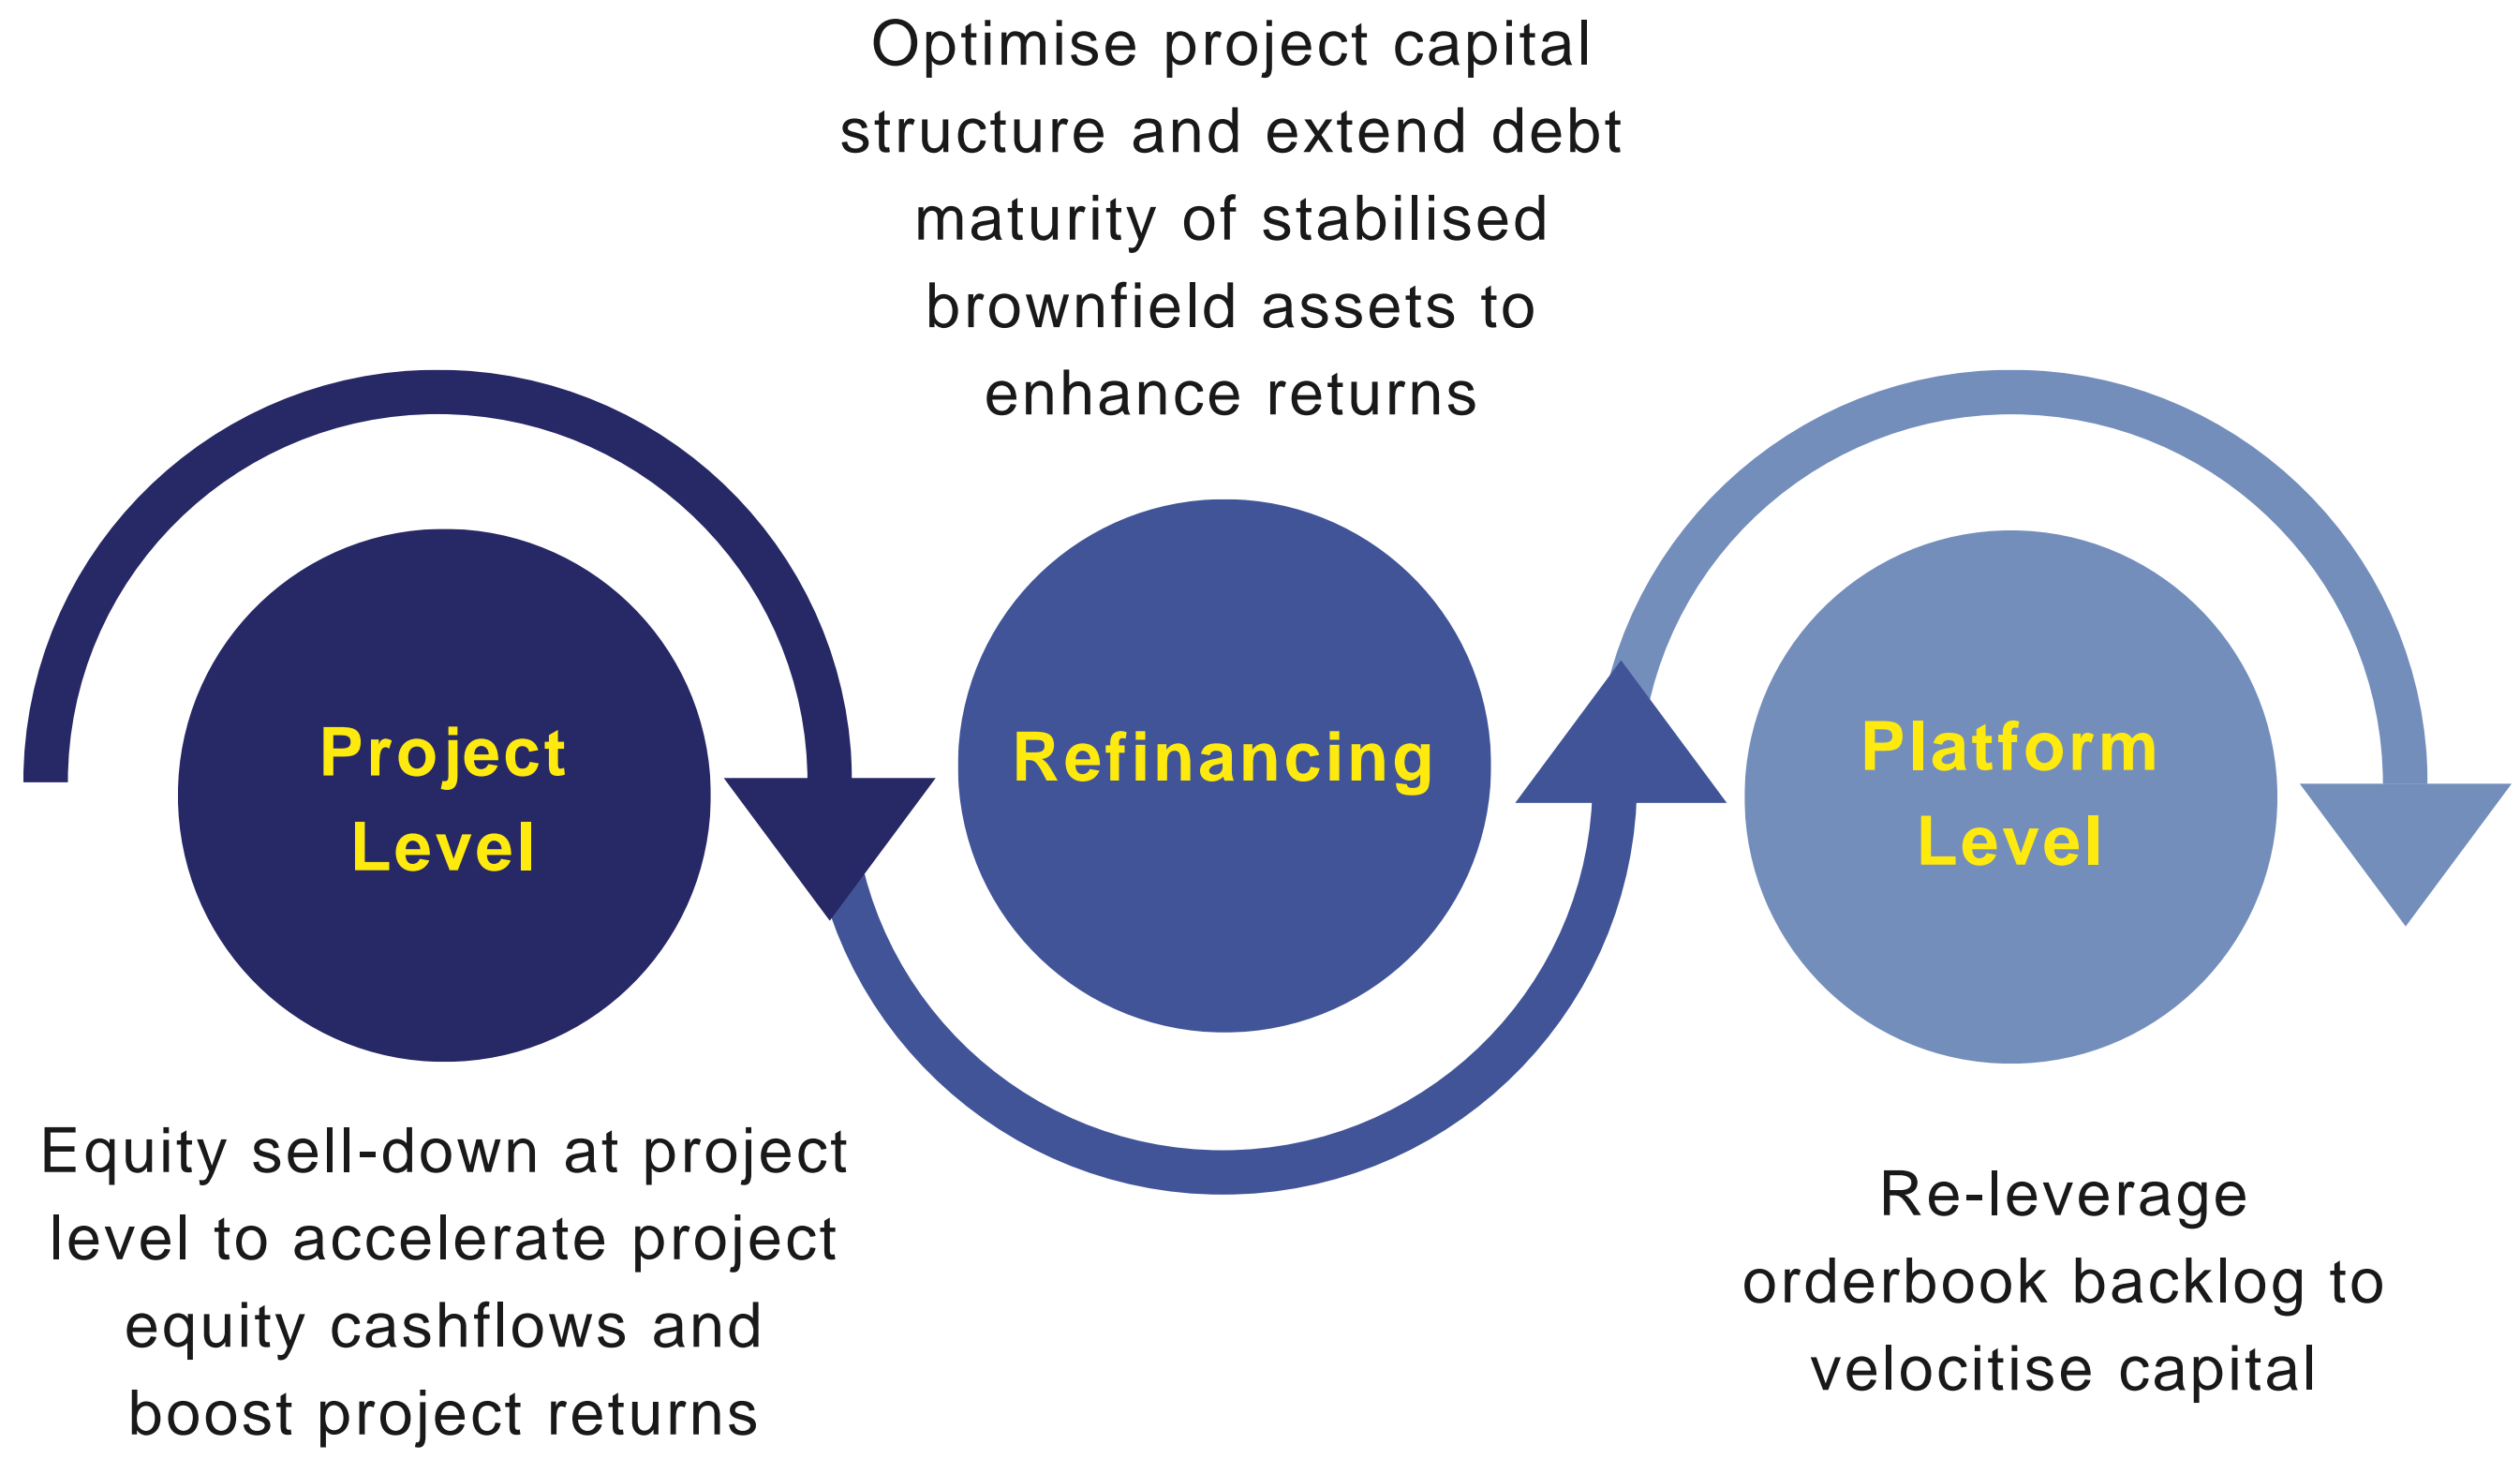 Optimise project capital
structure and extend debt
maturity of stabilised
brownfield assets to
enhance returns
Project
Level
Refinancing
Platform
Level
Equity sell-down at project
level to accelerate project
equity cashflows and
boost project returns
Re-leverage
orderbook backlog to
velocitise capital